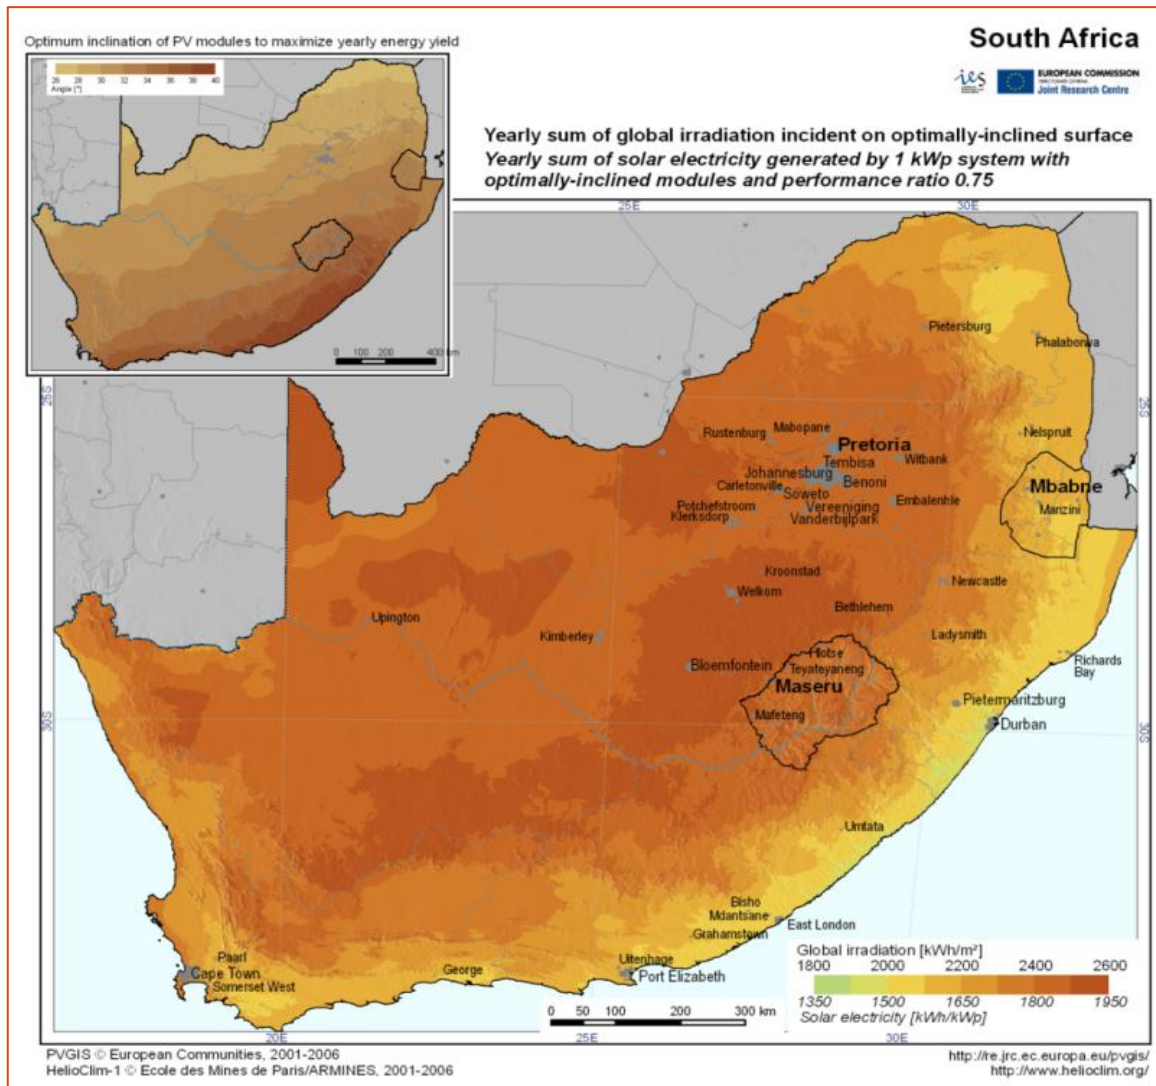 South Africa
Optimum inclination of PV modules to maximize yearly energy yield
26 28 30 32 34 36 38 40
Angle [°]
ies
EUROPEAN COMMISSION
Joint Research Centre
Yearly sum of global irradiation incident on optimally-inclined surface
Yearly sum of solar electricity generated by 1 kWp system with
optimally-inclined modules and performance ratio 0.75
25E
30E
0 100 200 400 km
Pietersburg
Phalaborwa
25S
25S
Rustenburg
Mabopane
Nelspruit
Pretoria
Tembisa
Witbank
Johannesburg
Benoni
Carletonville
Soweto
Mbabne
Potchefstroom
Vereeniging
Embalenhle
Manzini
Klerksdorp
Vanderbijlpark
Kroonstad
Newcastle
Welkom
Bethlehem
Upington
Kimberley
Ladysmith
Hlotse
Bloemfontein
Teyateyaneng
Richards
Bay
Maseru
Pietermaritzburg
Mafeteng
Durban
30S
30S
Umtata
Bisho
Mdantsane
East London
Grahamstown
Paarl
Uitenhage
Cape Town
George
Port Elizabeth
Somerset West
Global irradiation [kWh/m²]
1800 2000 2200 2400 2600
1350 1500 1650 1800 1950
Solar electricity [kWh/kWp]
0 50 100 200 300 km
20E
25E
30E
PVGIS © European Communities, 2001-2006
HelioClim-1 © Ecole des Mines de Paris/ARMINES, 2001-2006
http://re.jrc.ec.europa.eu/pvgis/
http://www.helioclim.org/